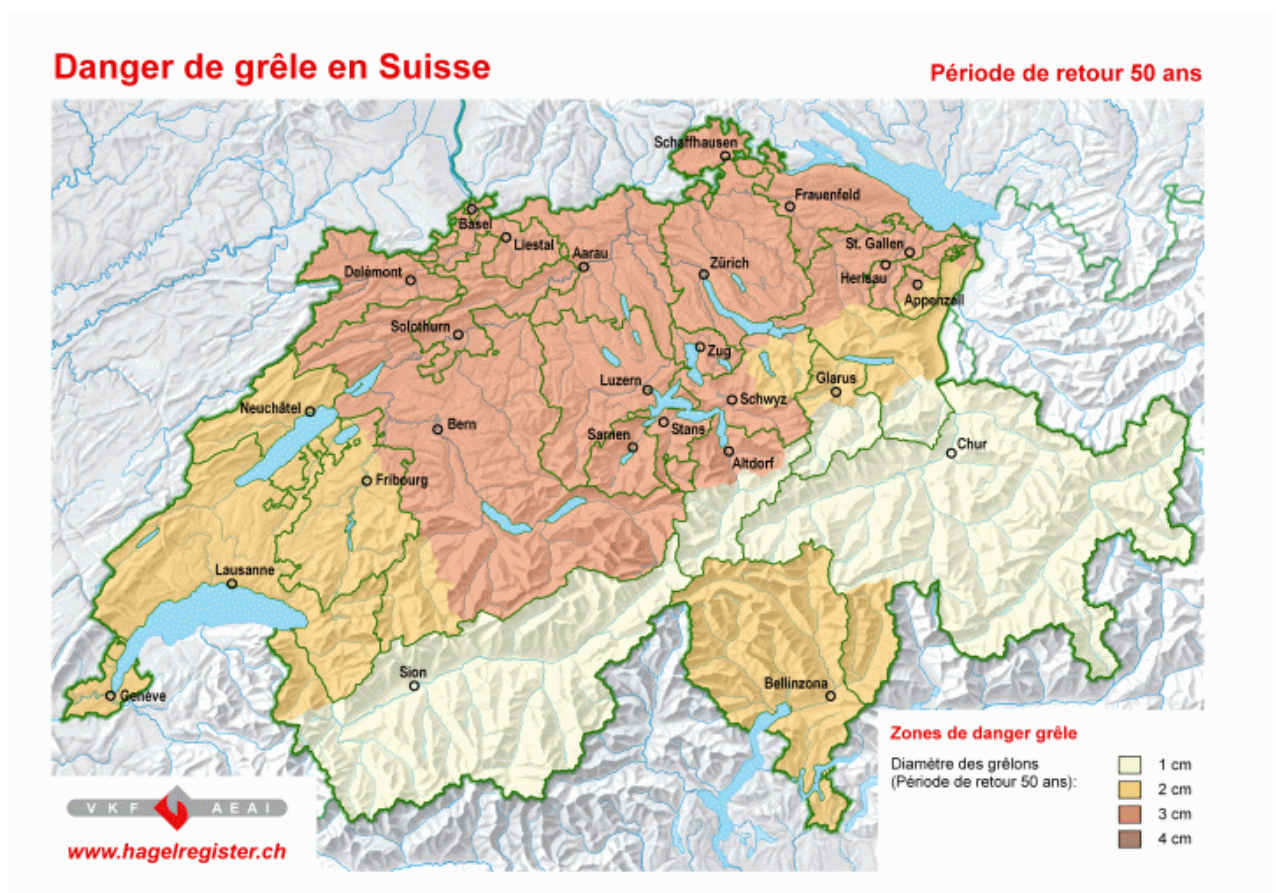 Danger de grêle en Suisse
Période de retour 50 ans
Schaffhausen
Frauenfeld
Basel
Liestal
Aarau
Zürich
St. Gallen
Herisau
Appenzell
Delémont
Solothurn
Zug
Luzern
Schwyz
Glarus
Neuchâtel
Bern
Sarnen
Stans
Altdorf
Chur
Fribourg
Lausanne
Sion
Genève
Bellinzona
Zones de danger grêle
Diamètre des grêlons
(Période de retour 50 ans):
1 cm
2 cm
3 cm
4 cm
VKF AEAI
www.hagelregister.ch